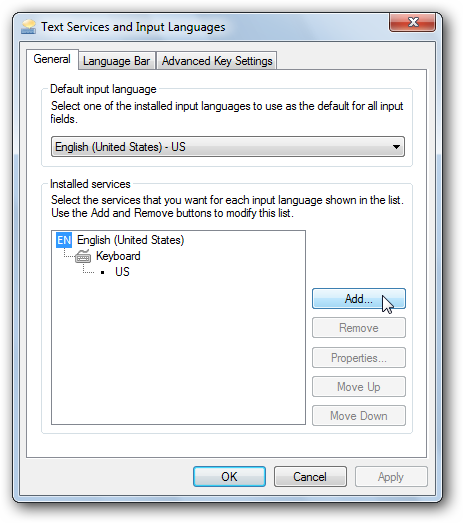 Text Services and Input Languages
General
Language Bar
Advanced Key Settings
Default input language
Select one of the installed input languages to use as the default for all input
fields.
English (United States) - US
Installed services
Select the services that you want for each input language shown in the list.
Use the Add and Remove buttons to modify this list.
EN English (United States)
Keyboard
US
Add...
Remove
Properties...
Move Up
Move Down
OK
Cancel
Apply